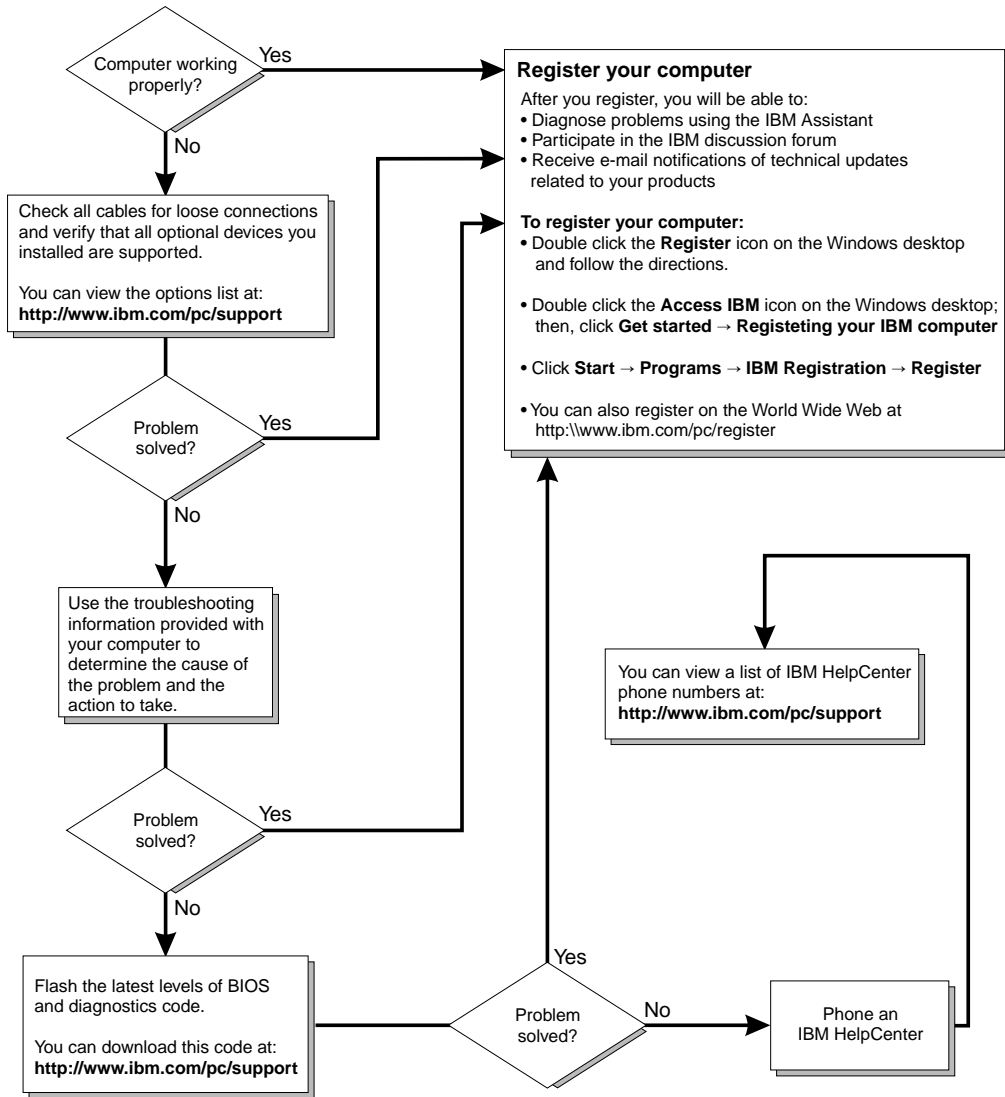 Computer working
properly?
Yes
No
Check all cables for loose connections
and verify that all optional devices you
installed are supported.
You can view the options list at:
http://www.ibm.com/pc/support
Problem
solved?
Yes
No
Use the troubleshooting
information provided with
your computer to
determine the cause of
the problem and the
action to take.
Problem
solved?
Yes
No
Flash the latest levels of BIOS
and diagnostics code.
You can download this code at:
http://www.ibm.com/pc/support
Problem
solved?
Yes
No
Phone an
IBM HelpCenter
You can view a list of IBM HelpCenter
phone numbers at:
http://www.ibm.com/pc/support
Register your computer
After you register, you will be able to:
• Diagnose problems using the IBM Assistant
• Participate in the IBM discussion forum
• Receive e-mail notifications of technical updates
related to your products
To register your computer:
• Double click the Register icon on the Windows desktop
and follow the directions.
• Double click the Access IBM icon on the Windows desktop;
then, click Get started → Registeting your IBM computer
• Click Start → Programs → IBM Registration → Register
• You can also register on the World Wide Web at
http:\\www.ibm.com/pc/register